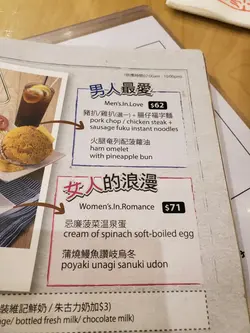 男人最愛
Men's.In.Love $62
豬扒/雞扒(選一) + 腸仔福字麵
pork chop / chicken steak +
sausage fuku instant noodles
火腿奄列配菠蘿油
ham omelet
with pineapple bun
女人的浪漫
Women's.In.Romance $71
忌廉菠菜温泉蛋
cream of spinach soft-boiled egg
蒲燒鰻魚讚岐烏冬
poyaki unagi sanuki udon
裝維記鮮奶 / 朱古力奶加$3)
ge/ bottled fresh milk/ chocolate milk)